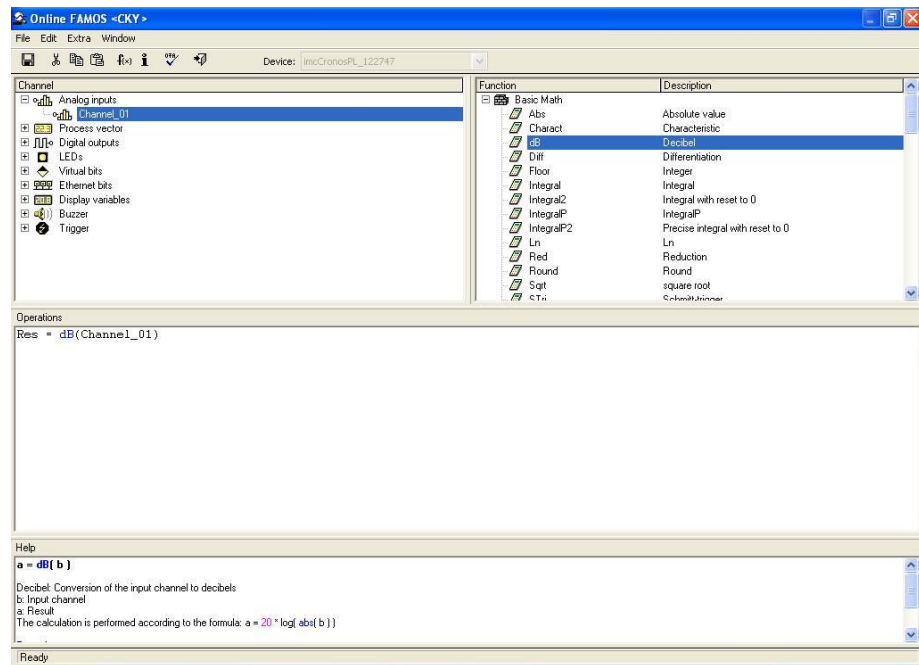 Online FAMOS <CKY>
File Edit Extra Window
Device: imcCronosPL_122747
Channel
Analog inputs
Channel_01
Process vector
Digital outputs
LEDs
Virtual bits
Ethernet bits
Display variables
Buzzer
Trigger
Function Description
Basic Math
Abs Absolute value
Charact Characteristic
dB Decibel
Diff Differentiation
Floor Integer
Integral Integral
Integral2 Integral with reset to 0
IntegralP IntegralP
IntegralP2 Precise integral with reset to 0
Ln Ln
Red Reduction
Round Round
Sqrt square root
STri Schmitt-trigger
Operations
Res = dB(Channel_01)
Help
a = dB( b )
Decibel: Conversion of the input channel to decibels
b: Input channel
a: Result
The calculation is performed according to the formula: a = 20 * log( abs( b ) )
Ready